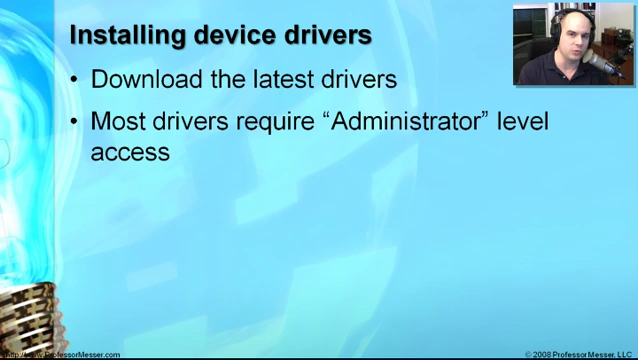 Installing device drivers
• Download the latest drivers
• Most drivers require “Administrator” level
access
http://www.ProfessorMesser.com
© 2008 ProfessorMesser, LLC